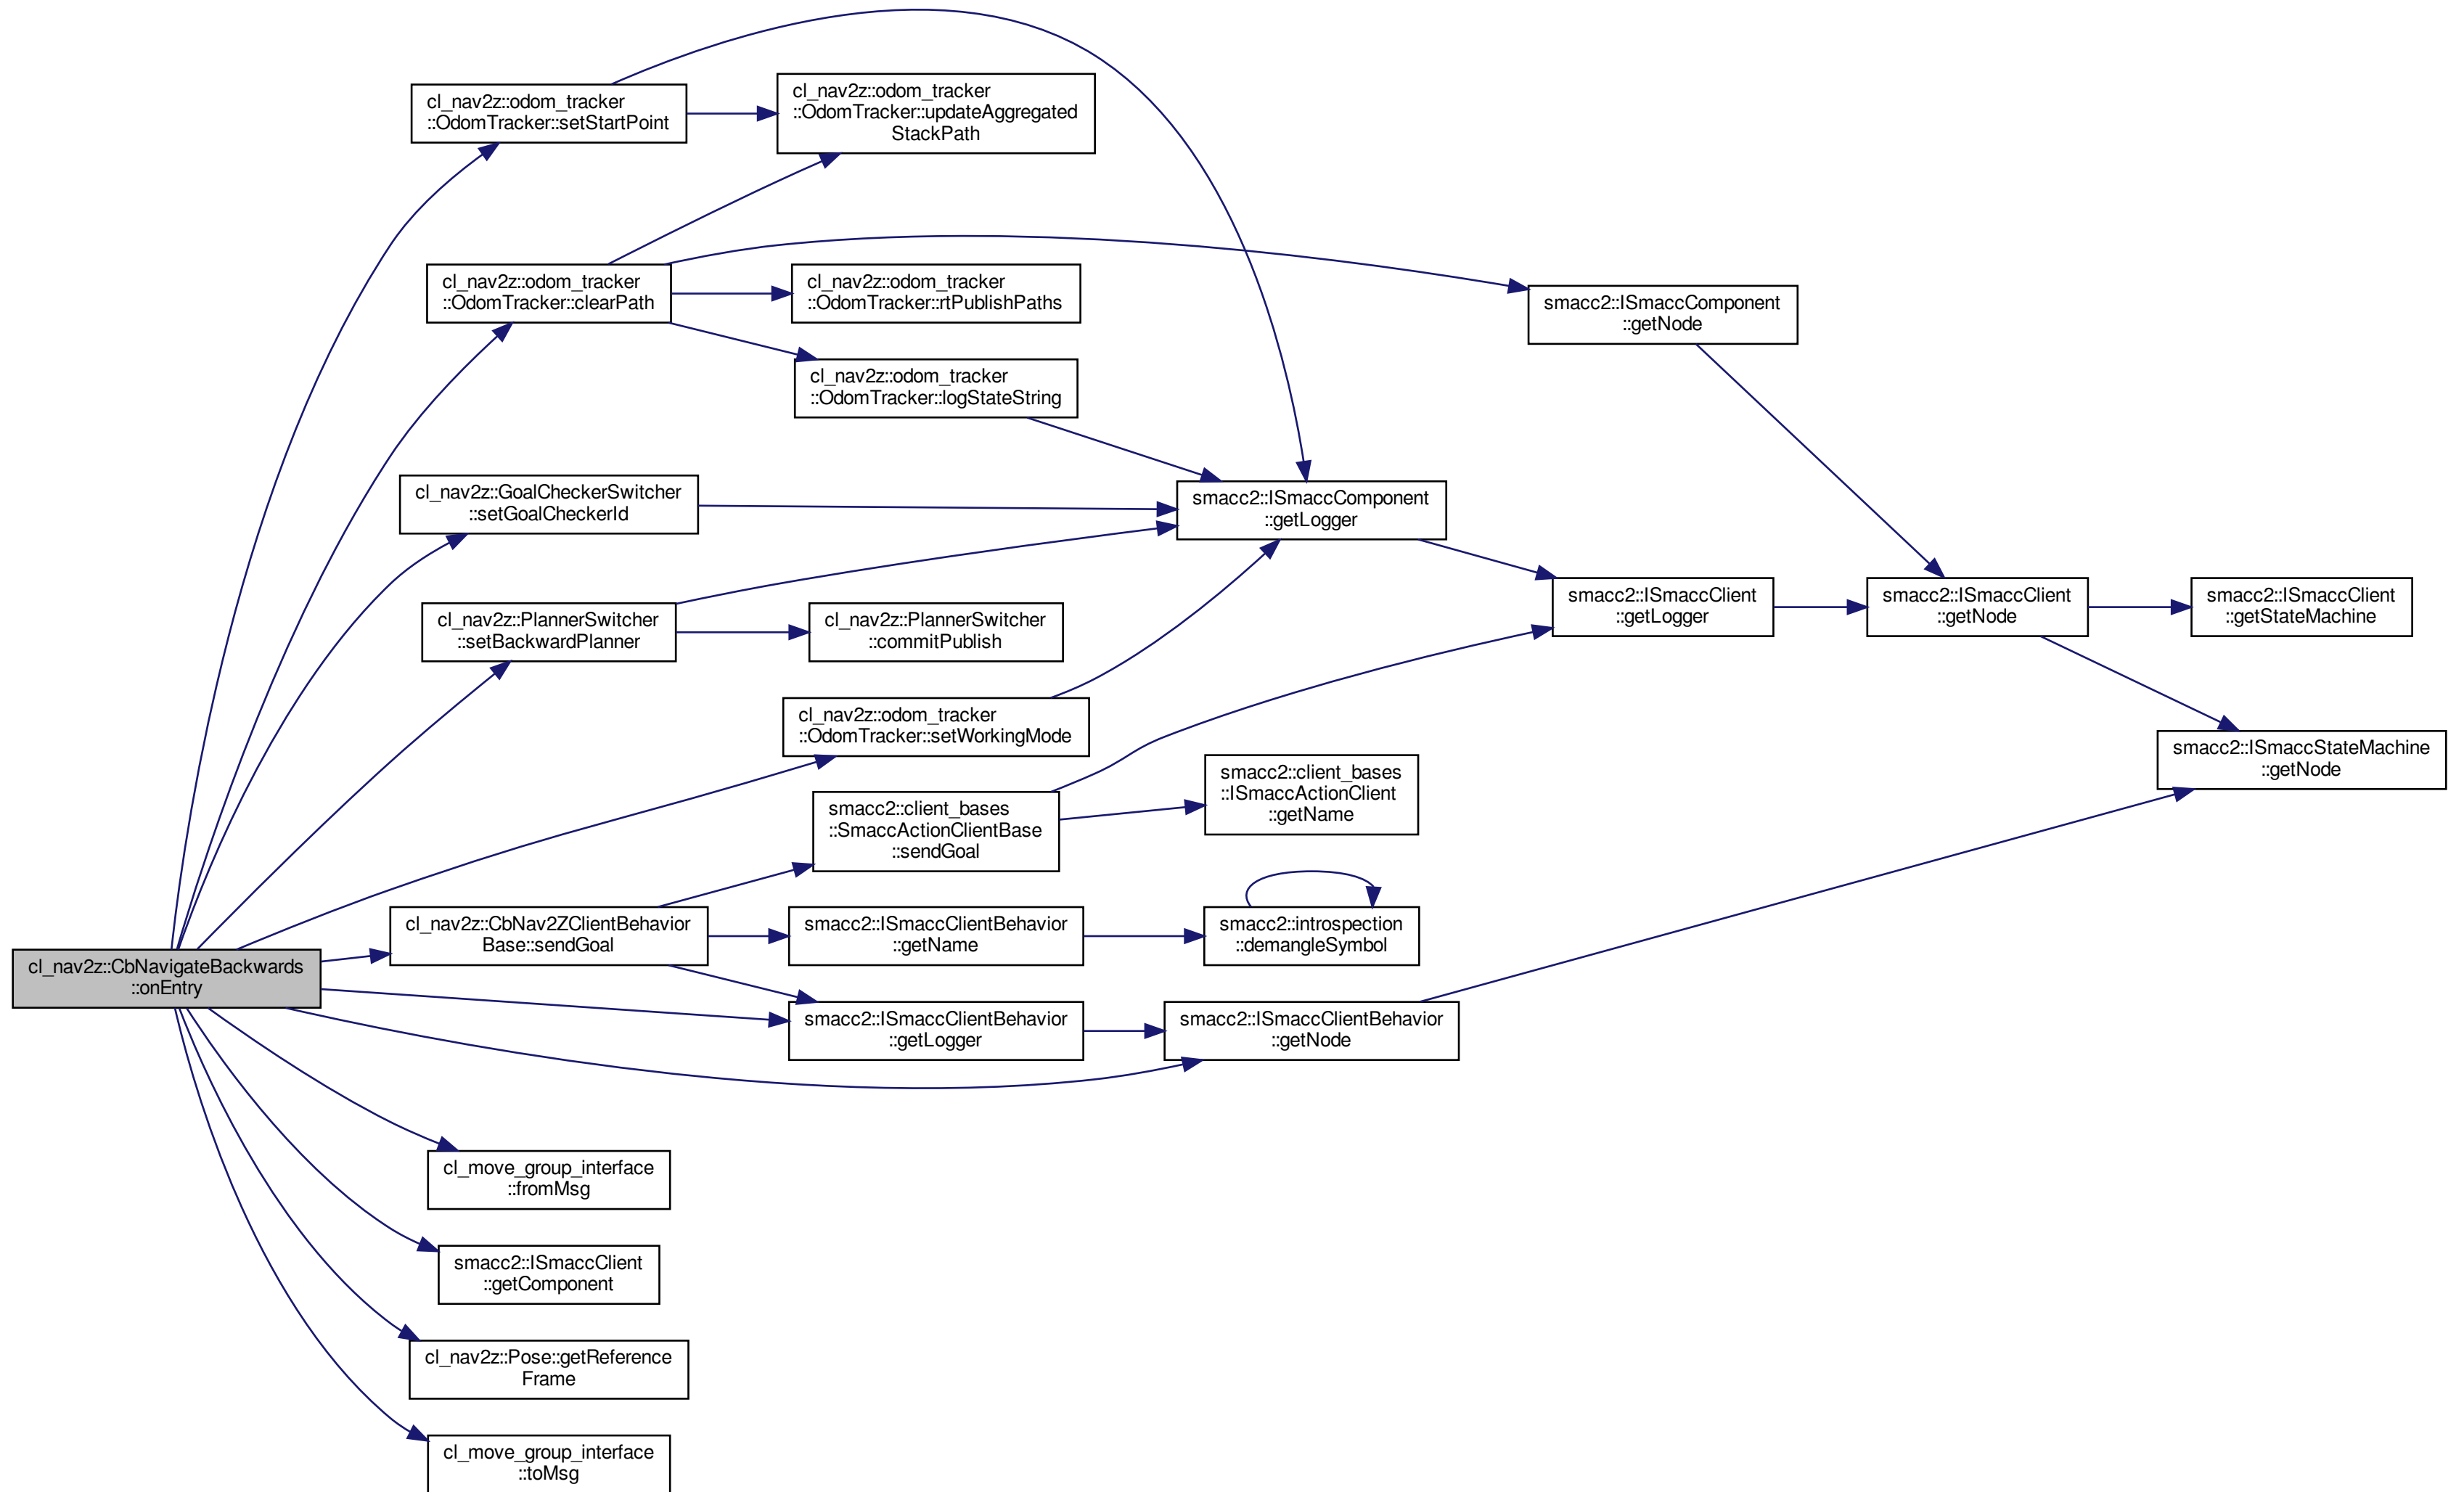 cl_nav2z::odom_tracker
::OdomTracker::setStartPoint
cl_nav2z::odom_tracker
::OdomTracker::updateAggregated
StackPath
cl_nav2z::odom_tracker
::OdomTracker::clearPath
cl_nav2z::odom_tracker
::OdomTracker::rtPublishPaths
smacc2::ISmaccComponent
::getNode
cl_nav2z::odom_tracker
::OdomTracker::logStateString
cl_nav2z::GoalCheckerSwitcher
::setGoalCheckerId
smacc2::ISmaccComponent
::getLogger
cl_nav2z::PlannerSwitcher
::setBackwardPlanner
cl_nav2z::PlannerSwitcher
::commitPublish
smacc2::ISmaccClient
::getLogger
smacc2::ISmaccClient
::getNode
smacc2::ISmaccClient
::getStateMachine
cl_nav2z::odom_tracker
::OdomTracker::setWorkingMode
smacc2::ISmaccStateMachine
::getNode
smacc2::client_bases
::SmaccActionClientBase
::sendGoal
smacc2::client_bases
::ISmaccActionClient
::getName
cl_nav2z::CbNav2ZClientBehavior
Base::sendGoal
smacc2::ISmaccClientBehavior
::getName
smacc2::introspection
::demangleSymbol
cl_nav2z::CbNavigateBackwards
::onEntry
smacc2::ISmaccClientBehavior
::getLogger
smacc2::ISmaccClientBehavior
::getNode
cl_move_group_interface
::fromMsg
smacc2::ISmaccClient
::getComponent
cl_nav2z::Pose::getReference
Frame
cl_move_group_interface
::toMsg